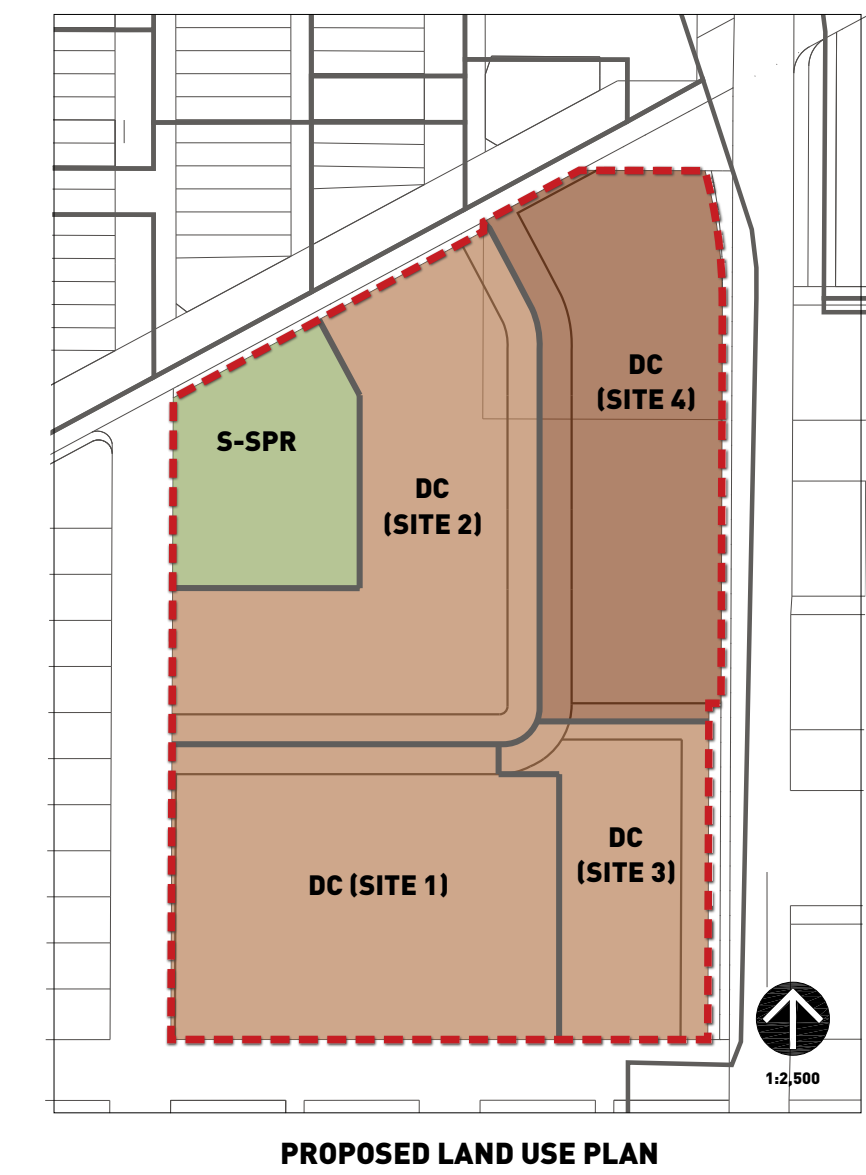 DC
(SITE 4)
S-SPR
DC
(SITE 2)
DC
(SITE 3)
DC (SITE 1)
1:2,500
PROPOSED LAND USE PLAN